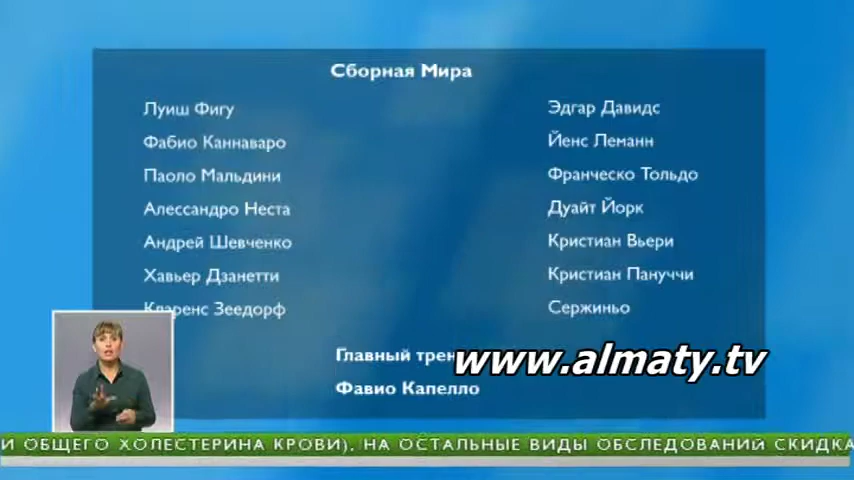 Сборная Мира
Луиш Фигу
Фабио Каннаваро
Паоло Мальдини
Алессандро Неста
Андрей Шевченко
Хавьер Дзанетти
Кларенс Зеедорф
Эдгар Давидс
Йенс Леманн
Франческо Тольдо
Дуайт Йорк
Кристиан Вьери
Кристиан Пануччи
Сержиньо
Главный
Фавио Капелло
www.almaty.tv
И ОБЩЕГО ХОЛЕСТЕРИНА КРОВИ). НА ОСТАЛЬНЫЕ ВИДЫ ОБСЛЕДОВАНИЙ СКИДКА